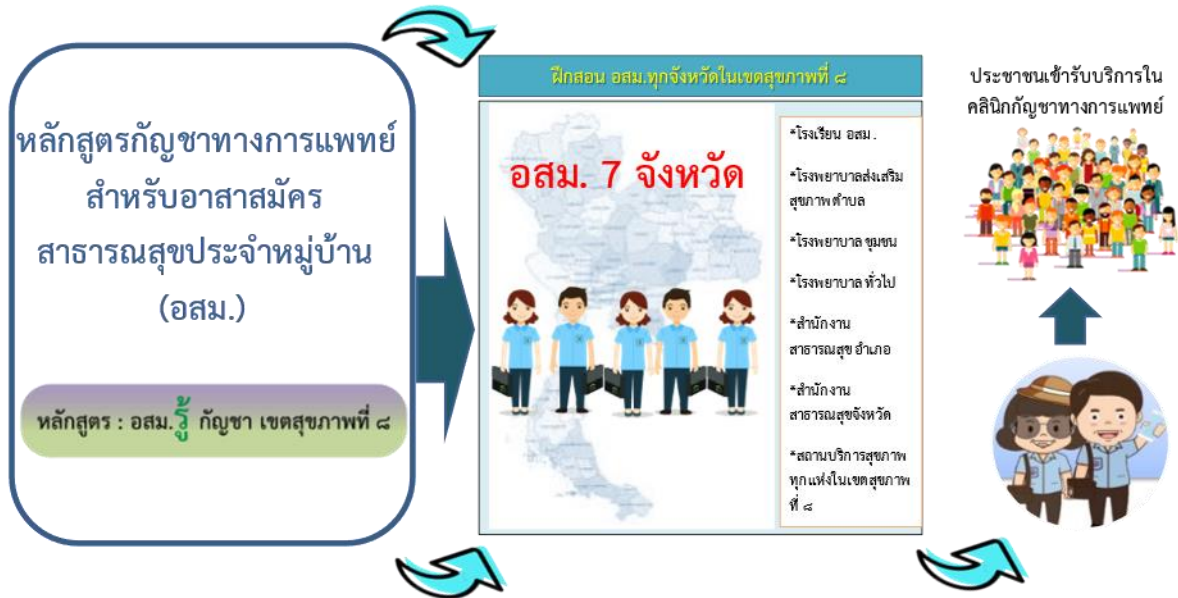 หลักสูตรกัญชาทางการแพทย์
สำหรับอาสาสมัคร
สาธารณสุขประจำหมู่บ้าน
(อสม.)
หลักสูตร : อสม.รู้ กัญชา เขตสุขภาพที่ ๘
ฝึกสอน อสม.ทุกจังหวัดในเขตสุขภาพที่ ๘
อสม. 7 จังหวัด
*โรงเรียน อสม.
*โรงพยาบาลส่งเสริม
สุขภาพตำบล
*โรงพยาบาล ชุมชน
*โรงพยาบาล ทั่วไป
*สำนักงาน
สาธารณสุข อำเภอ
*สำนักงาน
สาธารณสุขจังหวัด
*สถานบริการสุขภาพ
ทุกแห่งในเขตสุขภาพ
ที่ ๘
ประชาชนเข้ารับบริการใน
คลินิกกัญชาทางการแพทย์